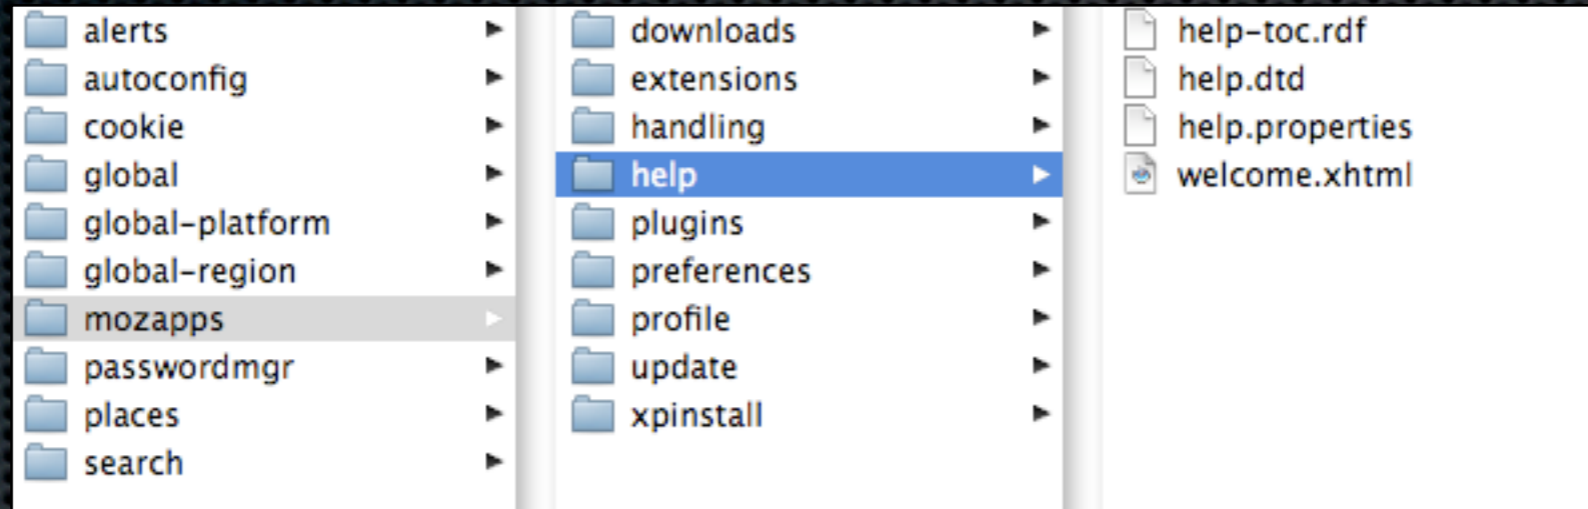 alerts
autoconfig
cookie
global
global-platform
global-region
mozapps
passwordmgr
places
search
downloads
extensions
handling
help
plugins
preferences
profile
update
xpinstall
help-toc.rdf
help.dtd
help.properties
welcome.xhtml